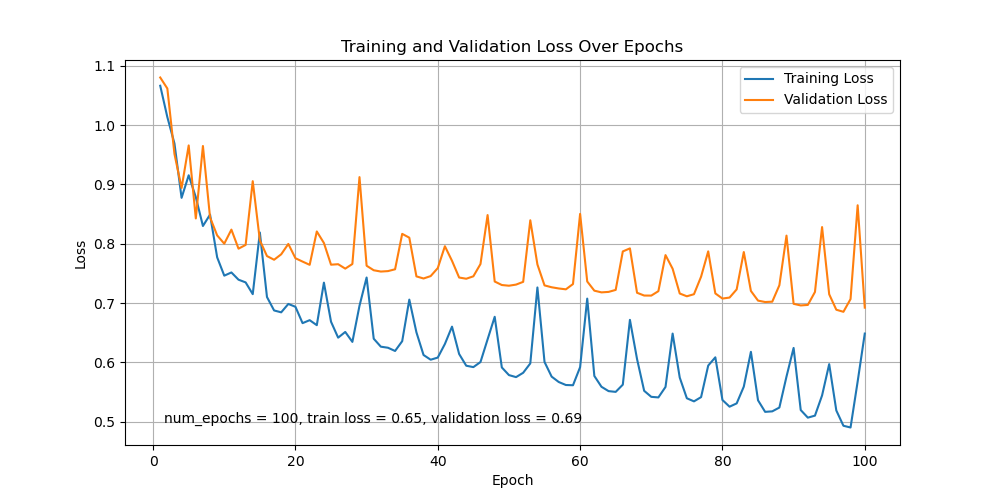 Training and Validation Loss Over Epochs
1.1
1.0
0.9
0.8
0.7
0.6
0.5
Loss
Training Loss
Validation Loss
num_epochs = 100, train loss = 0.65, validation loss = 0.69
0 20 40 60 80 100
Epoch